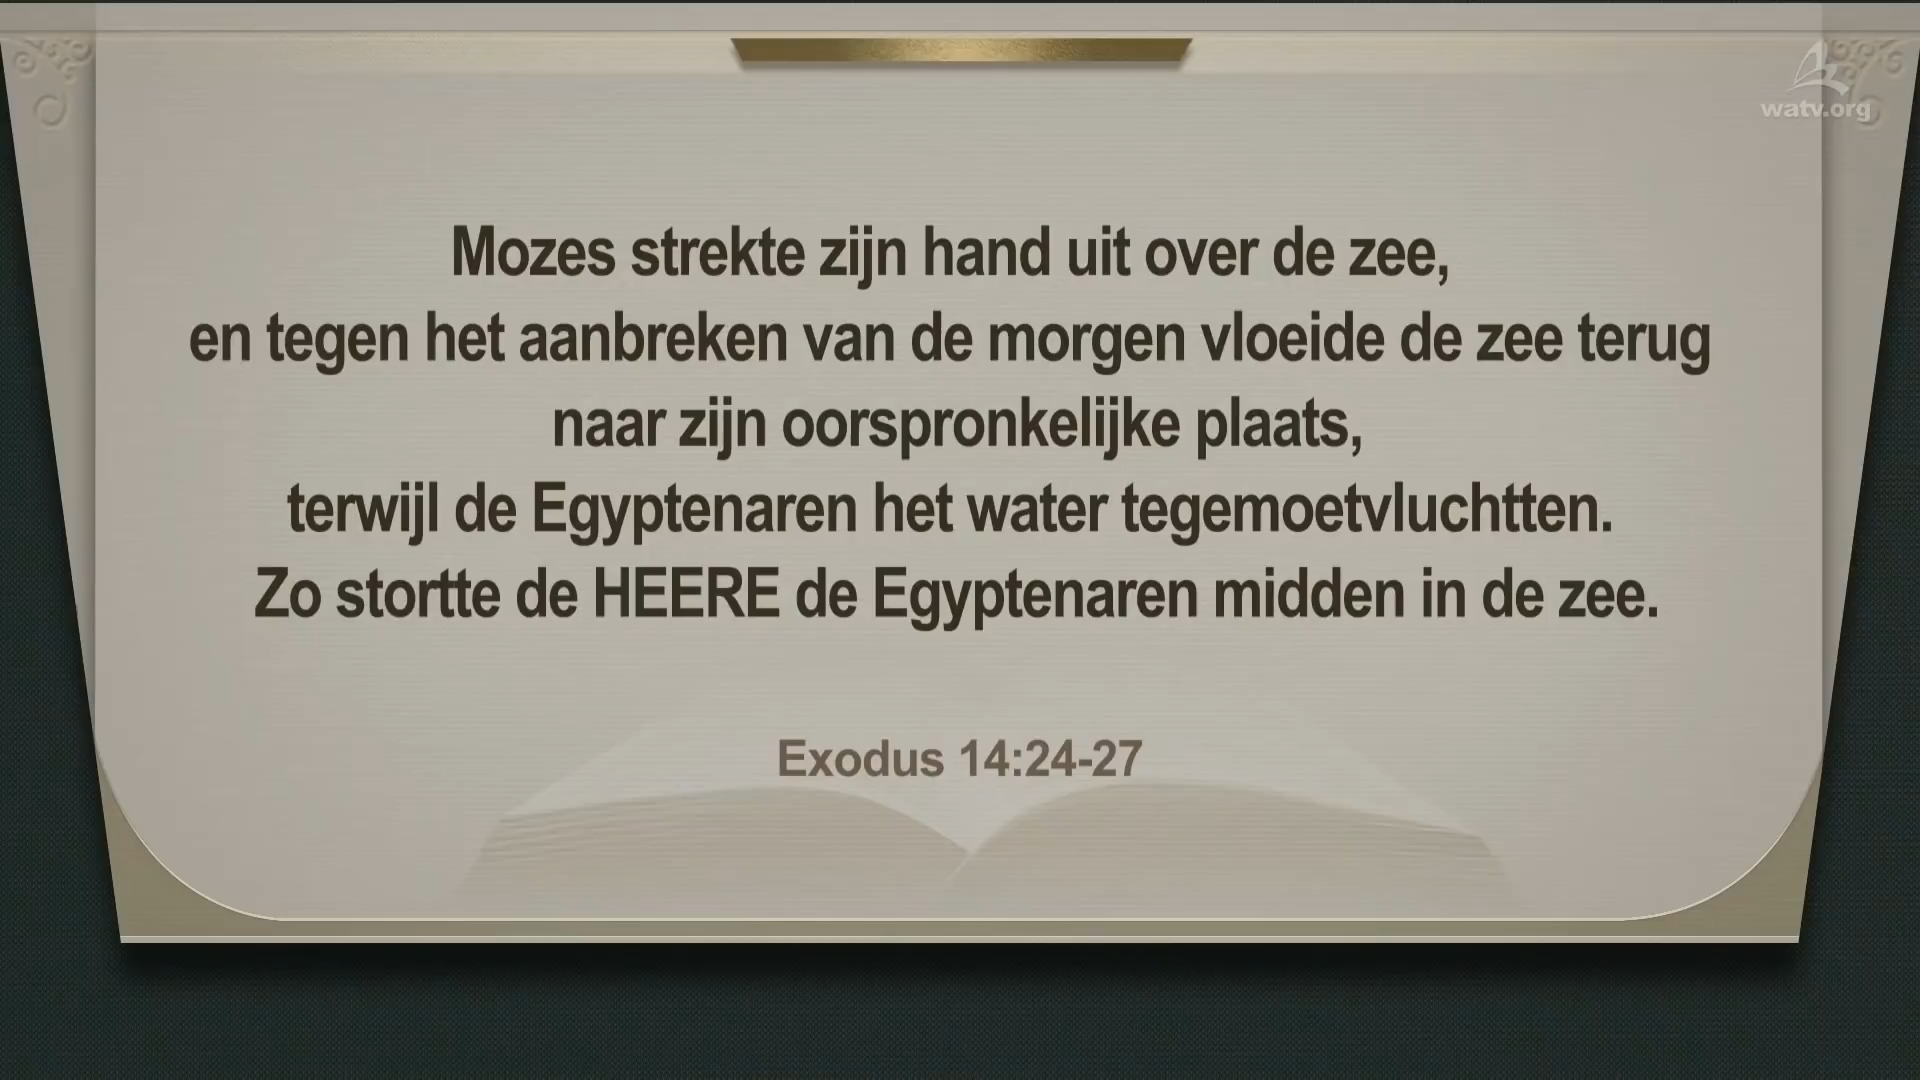 watv.org
Mozes strekte zijn hand uit over de zee,
en tegen het aanbreken van de morgen vloeide de zee terug
naar zijn oorspronkelijke plaats,
terwijl de Egyptenaren het water tegemoetvluchtten.
Zo stortte de HEERE de Egyptenaren midden in de zee.
Exodus 14:24-27